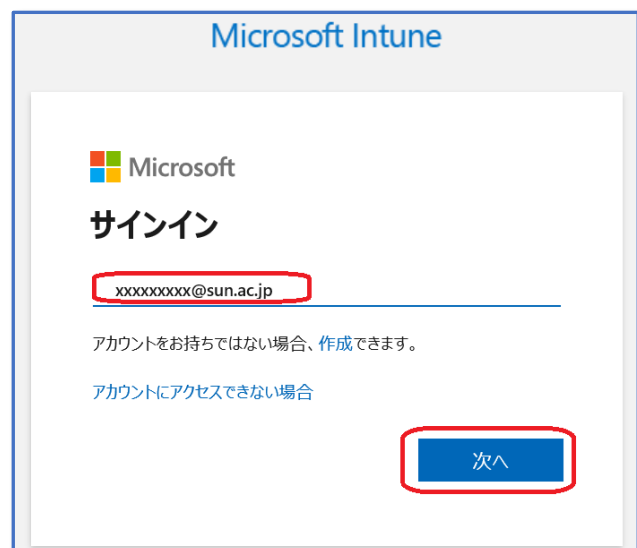 Microsoft Intune
Microsoft
サインイン
xxxxxxxxx@sun.ac.jp
アカウントをお持ちではない場合、作成できます。
アカウントにアクセスできない場合
次へ